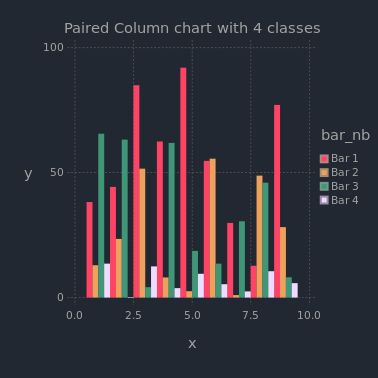 Paired Column chart with 4 classes
100
50
0
y
0.0 2.5 5.0 7.5 10.0
x
bar_nb
Bar 1
Bar 2
Bar 3
Bar 4